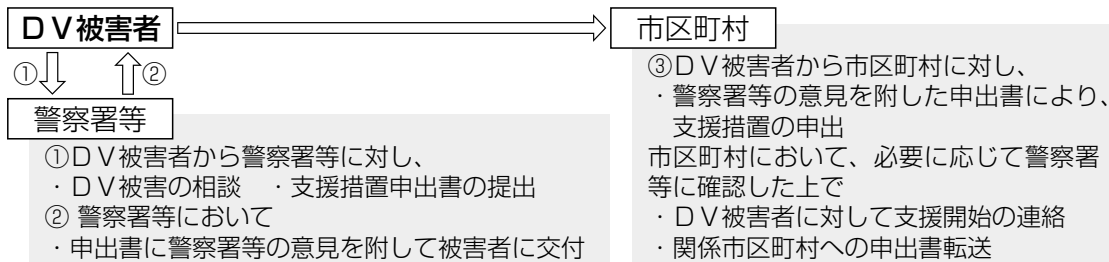 DV被害者
市区町村
①
②
警察署等
①DV被害者から警察署等に対し、
・DV被害の相談　・支援措置申出書の提出
② 警察署等において
・申出書に警察署等の意見を附して被害者に交付
③DV被害者から市区町村に対し、
・警察署等の意見を附した申出書により、
支援措置の申出
市区町村において、必要に応じて警察署
等に確認した上で
・DV被害者に対して支援開始の連絡
・関係市区町村への申出書転送